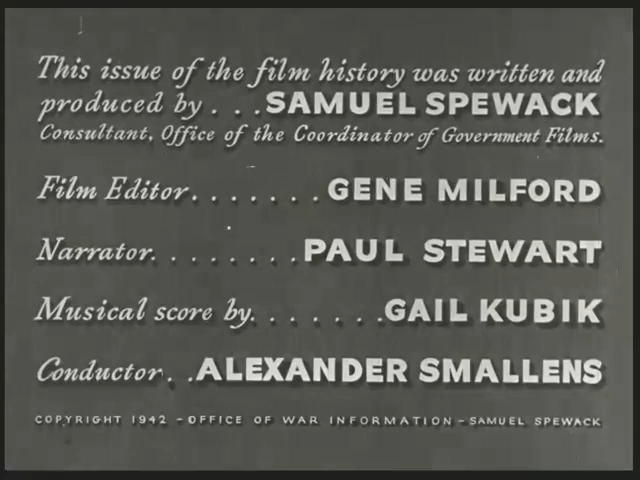 This issue of the film history was written and
produced by . . . SAMUEL SPEWACK
Consultant, Office of the Coordinator of Government Films.
Film Editor . . . . . . . GENE MILFORD
Narrator. . . . . . . . . PAUL STEWART
Musical score by. . . . . . . GAIL KUBIK
Conductor . . ALEXANDER SMALLENS
COPYRIGHT 1942 – OFFICE OF WAR INFORMATION – SAMUEL SPEWACK